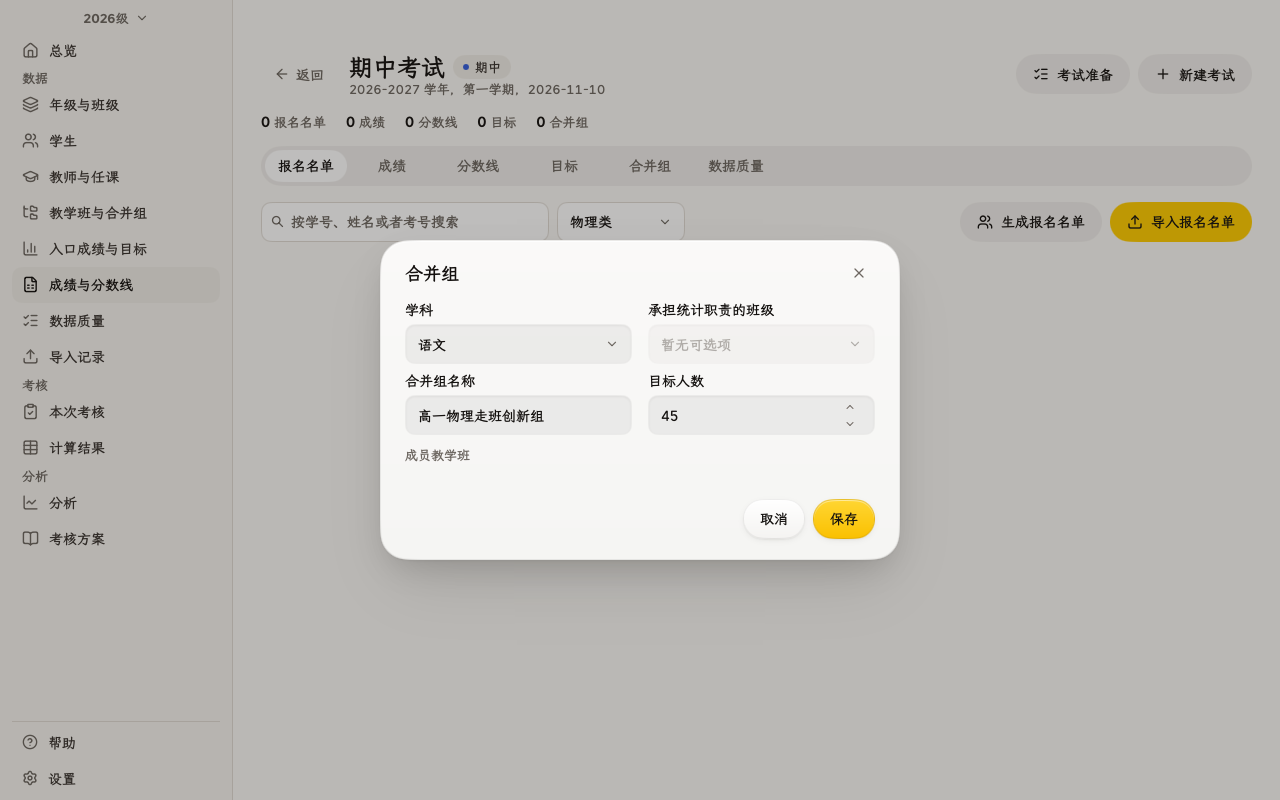 2026级
总览
数据
年级与班级
学生
教师与任课
教学班与合并组
入口成绩与目标
成绩与分数线
数据质量
导入记录
考核
本次考核
计算结果
分析
分析
考核方案
帮助
设置
返回
期中考试
期中
2026-2027 学年，第一学期，2026-11-10
考试准备
新建考试
0 报名名单 0 成绩 0 分数线 0 目标 0 合并组
报名名单 成绩 分数线 目标 合并组 数据质量
按学号、姓名或者考号搜索
物理类
生成报名名单
导入报名名单
合并组
学科
承担统计职责的班级
语文
暂无可选项
合并组名称
目标人数
高一物理走班创新组
45
成员教学班
取消
保存